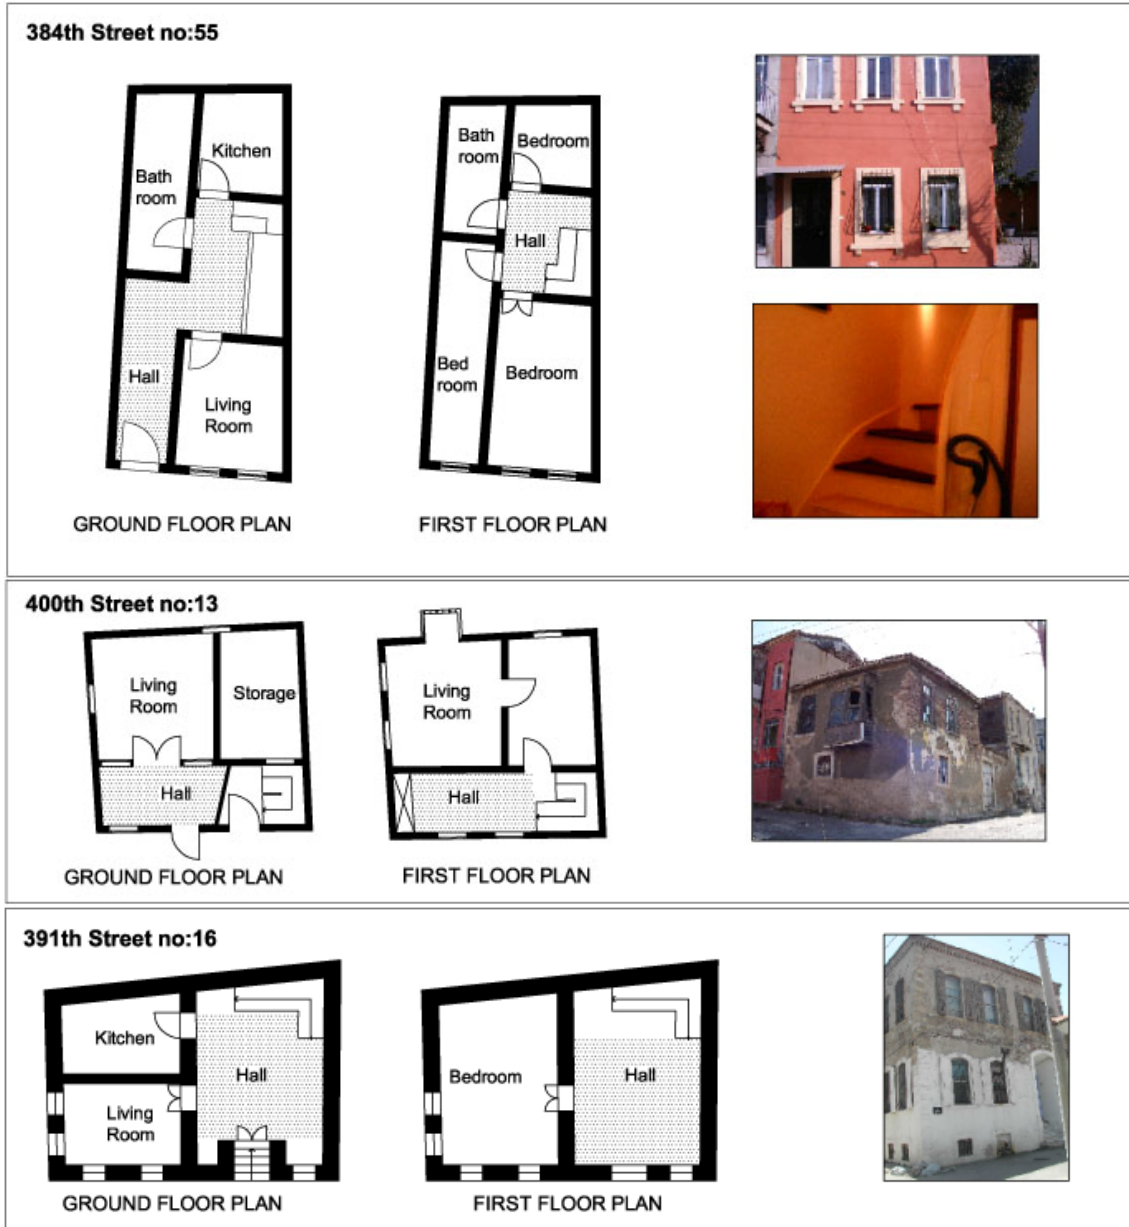 384th Street no:55
Bath
room
Kitchen
Hall
Living
Room
GROUND FLOOR PLAN
Bath
room
Bedroom
Hall
Bed
room
Bedroom
FIRST FLOOR PLAN
400th Street no:13
Living
Room
Storage
Hall
GROUND FLOOR PLAN
Living
Room
Hall
FIRST FLOOR PLAN
391th Street no:16
Kitchen
Living
Room
Hall
GROUND FLOOR PLAN
Bedroom
Hall
FIRST FLOOR PLAN